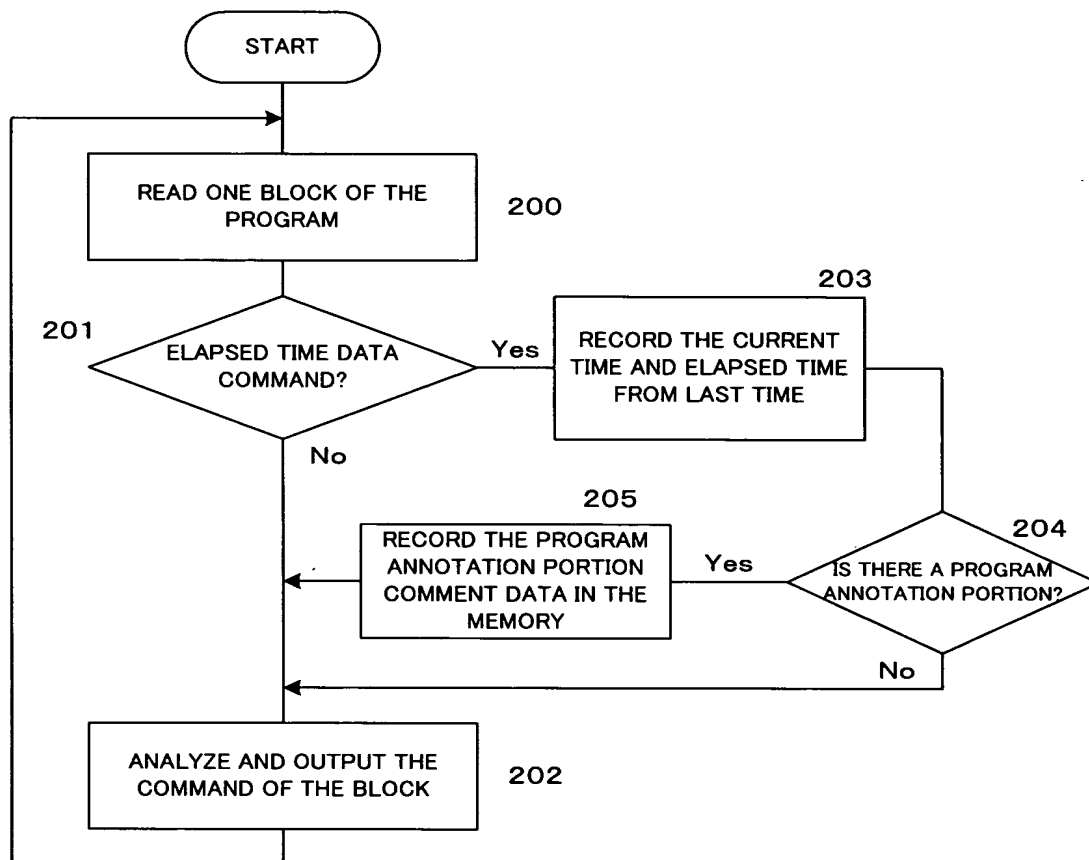 START
READ ONE BLOCK OF THE
PROGRAM
200
201
ELAPSED TIME DATA
COMMAND?
Yes
No
203
RECORD THE CURRENT
TIME AND ELAPSED TIME
FROM LAST TIME
204
IS THERE A PROGRAM
ANNOTATION PORTION?
Yes
No
205
RECORD THE PROGRAM
ANNOTATION PORTION
COMMENT DATA IN THE
MEMORY
ANALYZE AND OUTPUT THE
COMMAND OF THE BLOCK
202